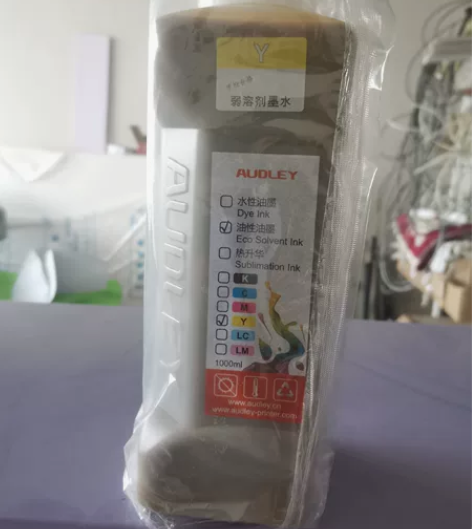 Y
弱溶剂墨水
AUDLEY
AUDLEY
水性油墨
Dye Ink
油性油墨
Eco Solvent Ink
热升华
Sublimation Ink
K
C
M
Y
LC
LM
1000ml
www.audley.cn
www.audley-printer.com